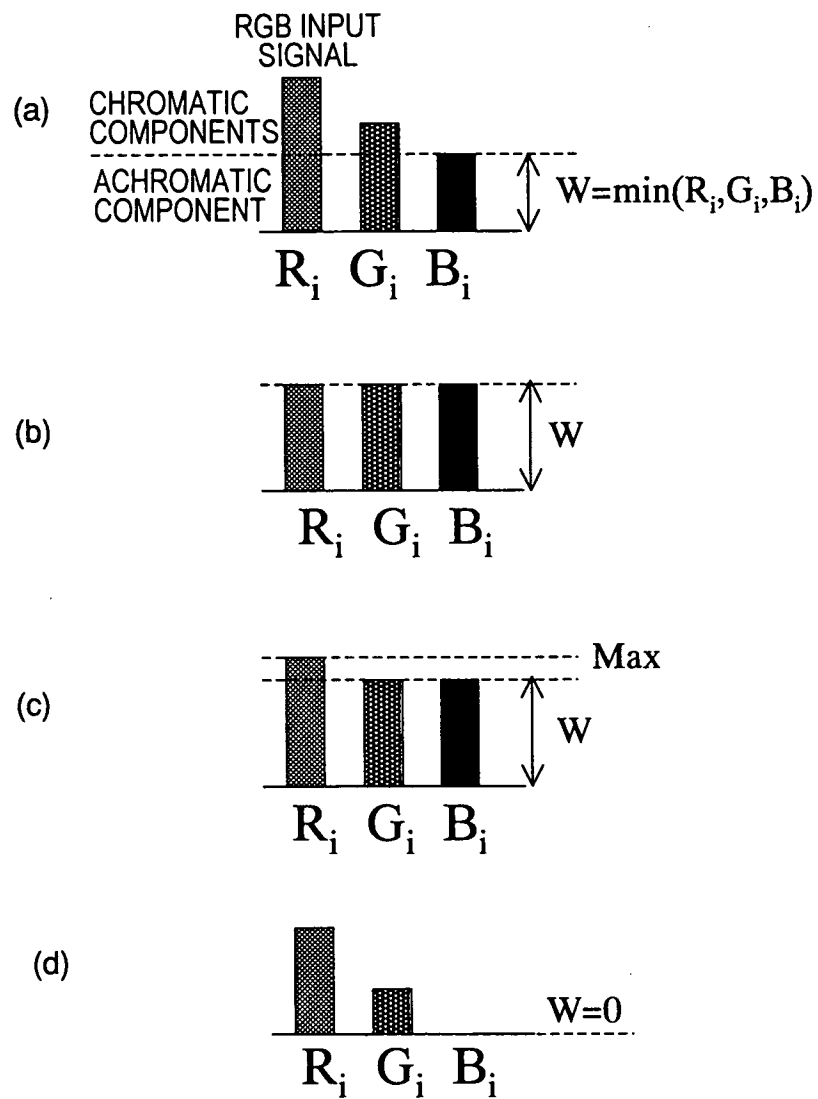 RGB INPUT
SIGNAL
(a)
CHROMATIC
COMPONENTS
ACHROMATIC
COMPONENT
W=min(Ri,Gi,Bi)
Ri Gi Bi
(b)
W
Ri Gi Bi
Max
(c)
W
Ri Gi Bi
(d)
W=0
Ri Gi Bi